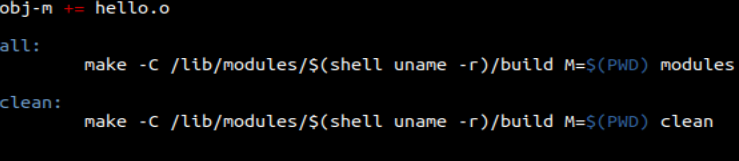 obj-m += hello.o
all:
make -C /lib/modules/$(shell uname -r)/build M=$(PWD) modules
clean:
make -C /lib/modules/$(shell uname -r)/build M=$(PWD) clean